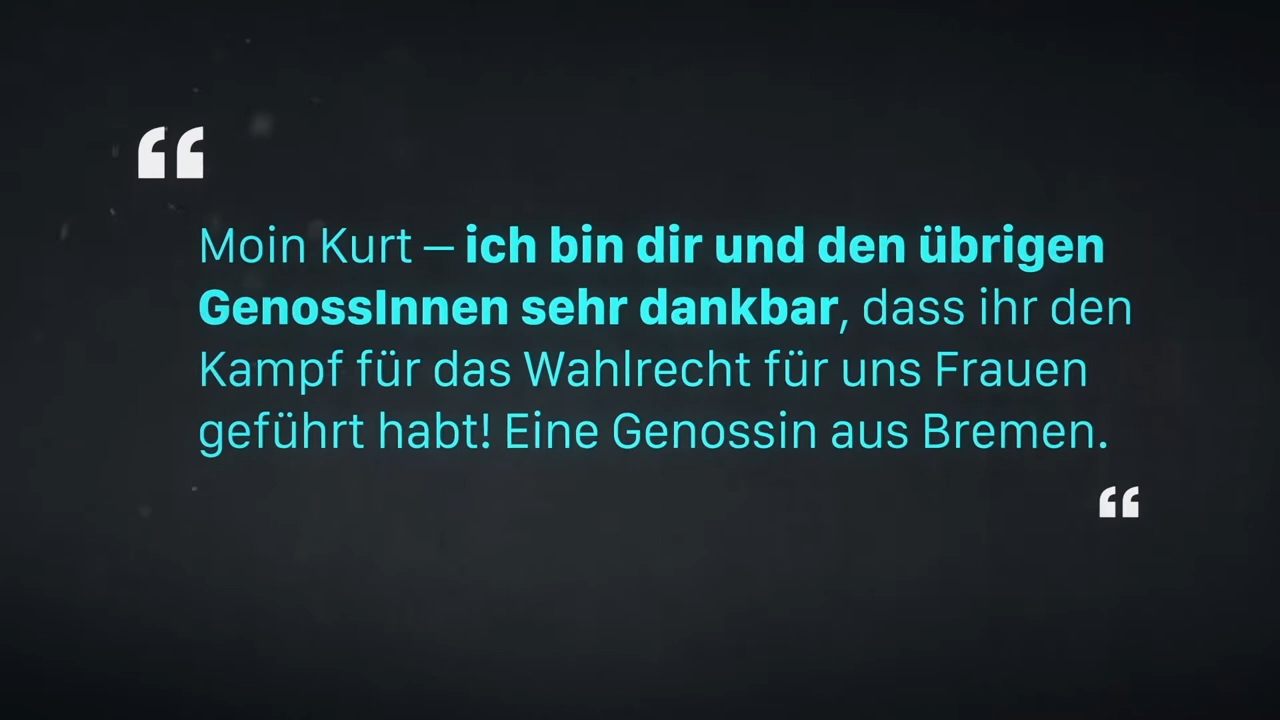 “
Moin Kurt – ich bin dir und den übrigen
GenossInnen sehr dankbar, dass ihr den
Kampf für das Wahlrecht für uns Frauen
geführt habt! Eine Genossin aus Bremen.
“